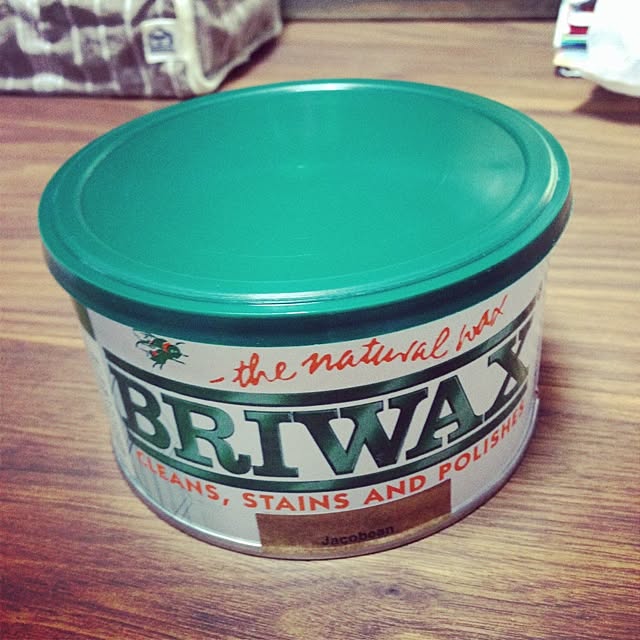 - the natural wax
BRIWAX
CLEANS, STAINS AND POLISHES
Jacobean